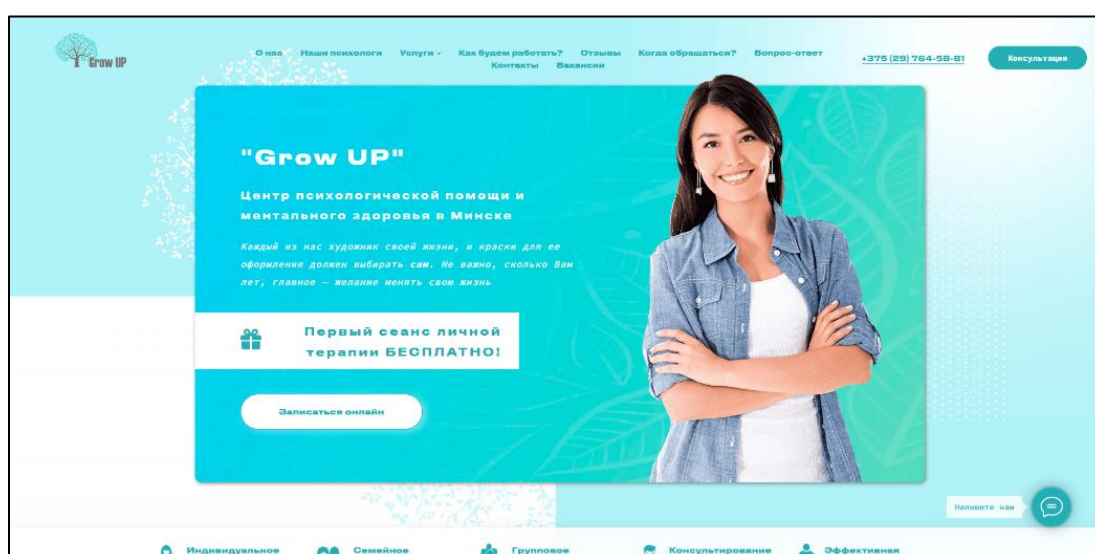 Grow UP
О нас Наши психологи Услуги Как будем работать? Отзывы Когда обращаться? Вопрос-ответ
Контакты Вакансии
+375 (29) 764-58-81
Консультация
"Grow UP"
Центр психологической помощи и
ментального здоровья в Минске
Каждый из нас художник своей жизни, и краски для ее
оформления должен выбирать сам. Не важно, сколько Вам
лет, главное — желание менять свою жизнь
Первый сеанс личной
терапии БЕСПЛАТНО!
Записаться онлайн
Напишите нам
Индивидуальное
Семейное
Групповое
Консультирование
Эффективная